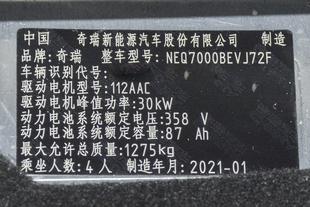 中国 奇瑞新能源汽车股份有限公司 制造
品牌: 奇瑞 整车型号: NEQ7000BEVJ72F
车辆识别代号:
驱动电机型号: 112AAC
驱动电机峰值功率: 30kW
动力电池系统额定电压: 358 V
动力电池系统额定容量: 87 Ah
最大允许总质量: 1275kg
乘坐人数: 4 人 制造年月: 2021-01